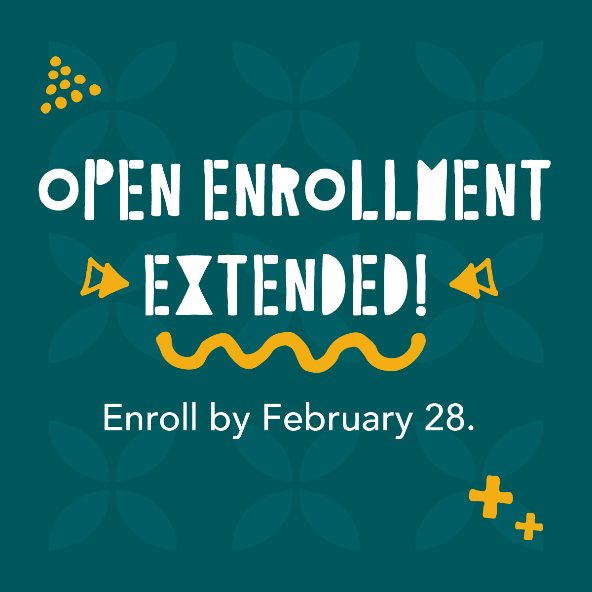 OPEN ENROLLMENT
EXTENDED!
Enroll by February 28.